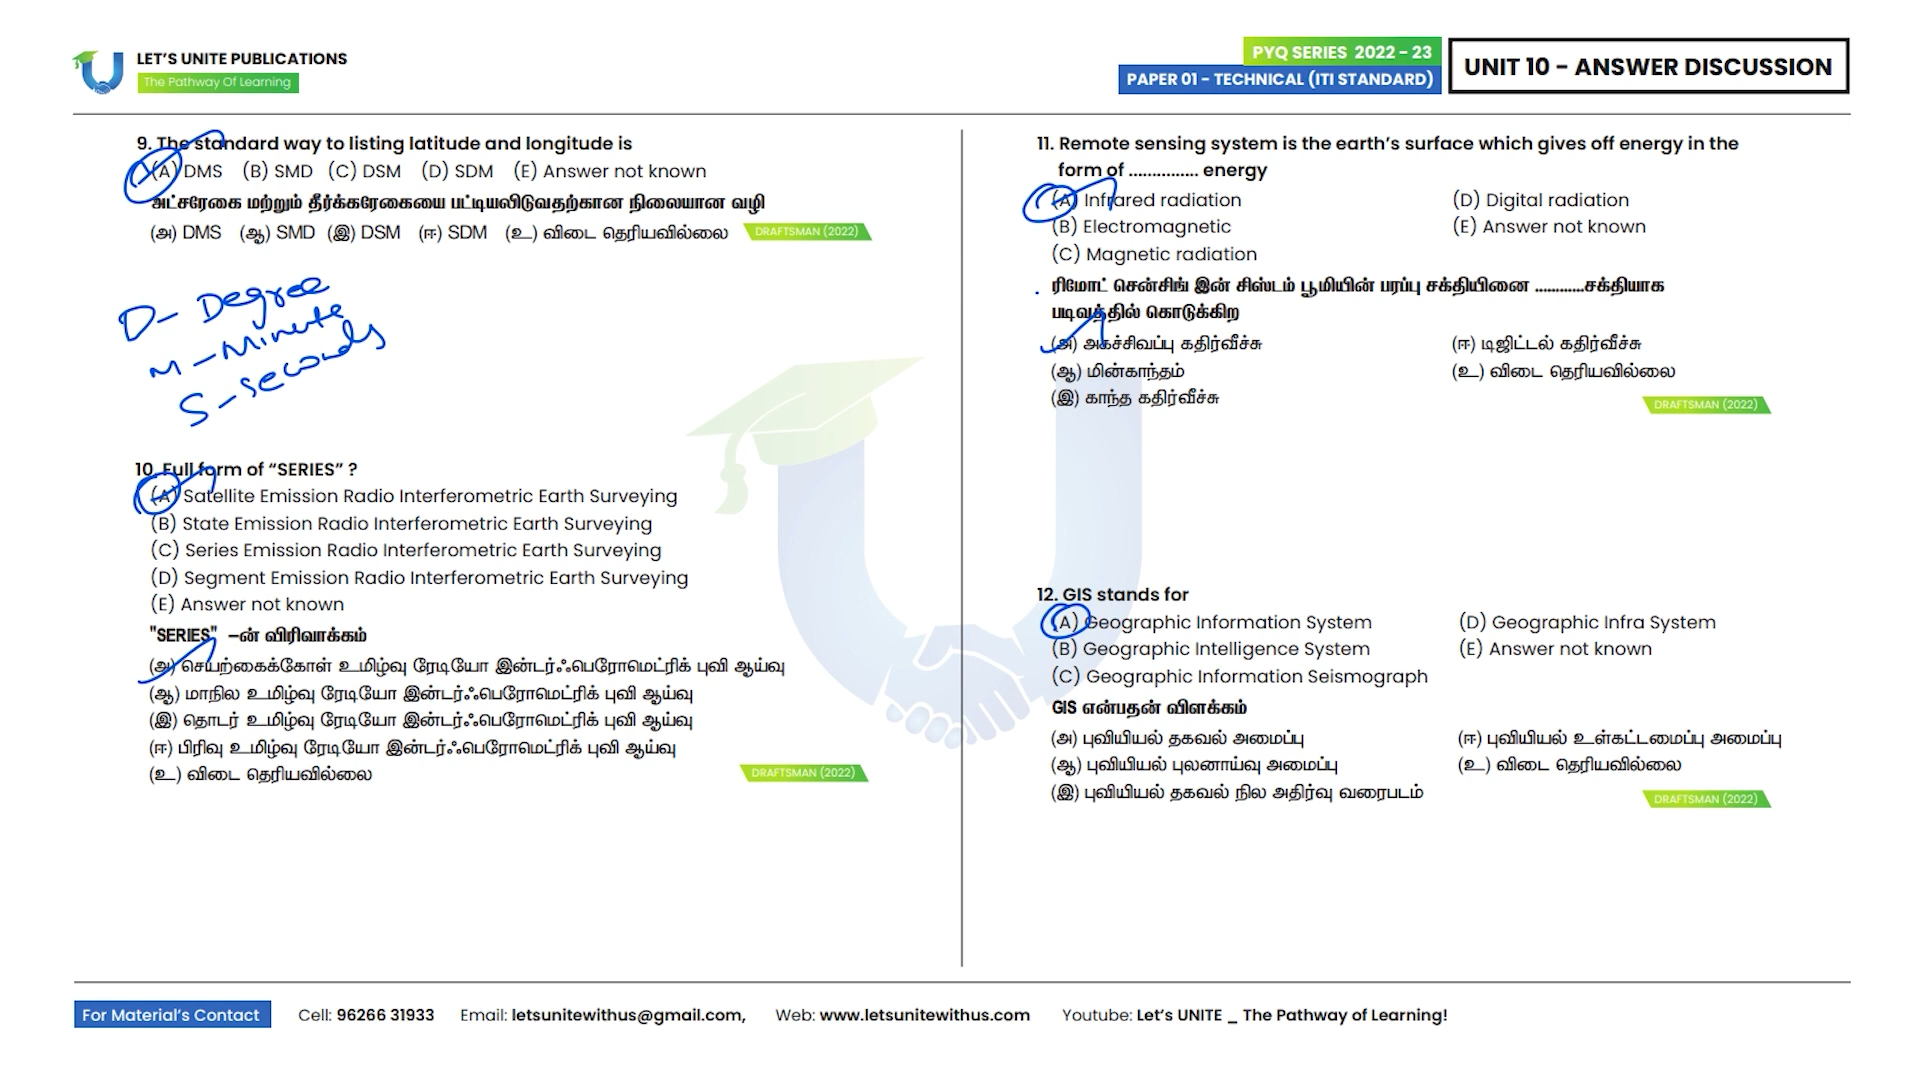 LET'S UNITE PUBLICATIONS
The Pathway Of Learning
PYQ SERIES 2022 - 23
PAPER 01 - TECHNICAL (ITI STANDARD)
UNIT 10 - ANSWER DISCUSSION
9. The standard way to listing latitude and longitude is
(A) DMS (B) SMD (C) DSM (D) SDM (E) Answer not known
அட்சரேகை மற்றும் தீர்க்கரேகையை பட்டியலிடுவதற்கான நிலையான வழி
(அ) DMS (ஆ) SMD (இ) DSM (ஈ) SDM (உ) விடை தெரியவில்லை
DRAFTSMAN (2022)
D- Degree
M-Minute
S-Seconds
10. Full form of “SERIES” ?
(A) Satellite Emission Radio Interferometric Earth Surveying
(B) State Emission Radio Interferometric Earth Surveying
(C) Series Emission Radio Interferometric Earth Surveying
(D) Segment Emission Radio Interferometric Earth Surveying
(E) Answer not known
"SERIES" –ன் விரிவாக்கம்
(அ) செயற்கைக்கோள் உமிழ்வு ரேடியோ இன்டர்ஃபெரோமெட்ரிக் புவி ஆய்வு
(ஆ) மாநில உமிழ்வு ரேடியோ இன்டர்ஃபெரோமெட்ரிக் புவி ஆய்வு
(இ) தொடர் உமிழ்வு ரேடியோ இன்டர்ஃபெரோமெட்ரிக் புவி ஆய்வு
(ஈ) பிரிவு உமிழ்வு ரேடியோ இன்டர்ஃபெரோமெட்ரிக் புவி ஆய்வு
(உ) விடை தெரியவில்லை
DRAFTSMAN (2022)
11. Remote sensing system is the earth’s surface which gives off energy in the
form of ............... energy
(A) Infrared radiation (D) Digital radiation
(B) Electromagnetic (E) Answer not known
(C) Magnetic radiation
ரிமோட் சென்சிங் இன் சிஸ்டம் பூமியின் பரப்பு சக்தியினை ............சக்தியாக
படிவத்தில் கொடுக்கிற
(அ) அகச்சிவப்பு கதிர்வீச்சு (ஈ) டிஜிட்டல் கதிர்வீச்சு
(ஆ) மின்காந்தம் (உ) விடை தெரியவில்லை
(இ) காந்த கதிர்வீச்சு
DRAFTSMAN (2022)
12. GIS stands for
(A) Geographic Information System (D) Geographic Infra System
(B) Geographic Intelligence System (E) Answer not known
(C) Geographic Information Seismograph
GIS என்பதன் விளக்கம்
(அ) புவியியல் தகவல் அமைப்பு (ஈ) புவியியல் உள்கட்டமைப்பு அமைப்பு
(ஆ) புவியியல் புலனாய்வு அமைப்பு (உ) விடை தெரியவில்லை
(இ) புவியியல் தகவல் நில அதிர்வு வரைபடம்
DRAFTSMAN (2022)
For Material's Contact Cell: 96266 31933 Email: letsunitewithus@gmail.com, Web: www.letsunitewithus.com Youtube: Let’s UNITE _ The Pathway of Learning!